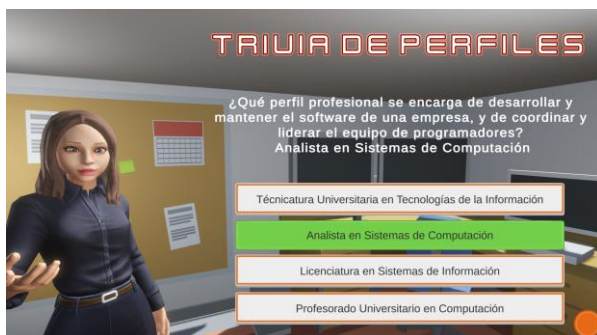 TRIVIA DE PERFILES
¿Qué perfil profesional se encarga de desarrollar y
mantener el software de una empresa, y de coordinar y
liderar el equipo de programadores?
Analista en Sistemas de Computación
Técnicatura Universitaria en Tecnologías de la Información
Analista en Sistemas de Computación
Licenciatura en Sistemas de Información
Profesorado Universitario en Computación